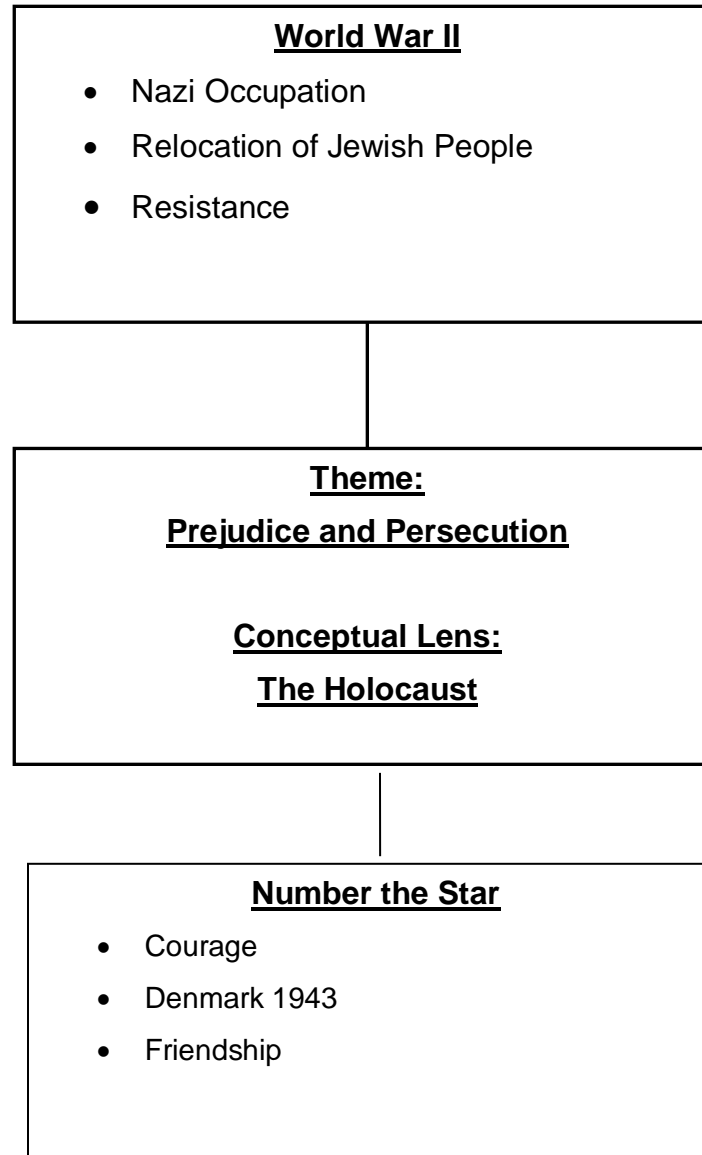 World War II
• Nazi Occupation
• Relocation of Jewish People
• Resistance
Theme:
Prejudice and Persecution
Conceptual Lens:
The Holocaust
Number the Star
• Courage
• Denmark 1943
• Friendship